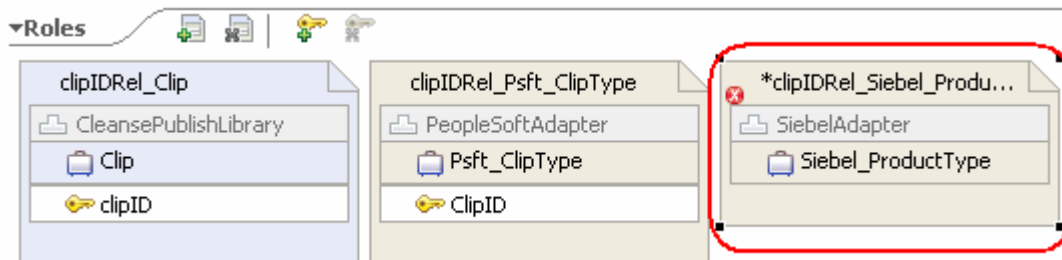 Roles
clipIDRel_Clip
CleansePublishLibrary
Clip
clipID
clipIDRel_Psft_ClipType
PeopleSoftAdapter
Psft_ClipType
ClipID
*clipIDRel_Siebel_Produ...
SiebelAdapter
Siebel_ProductType